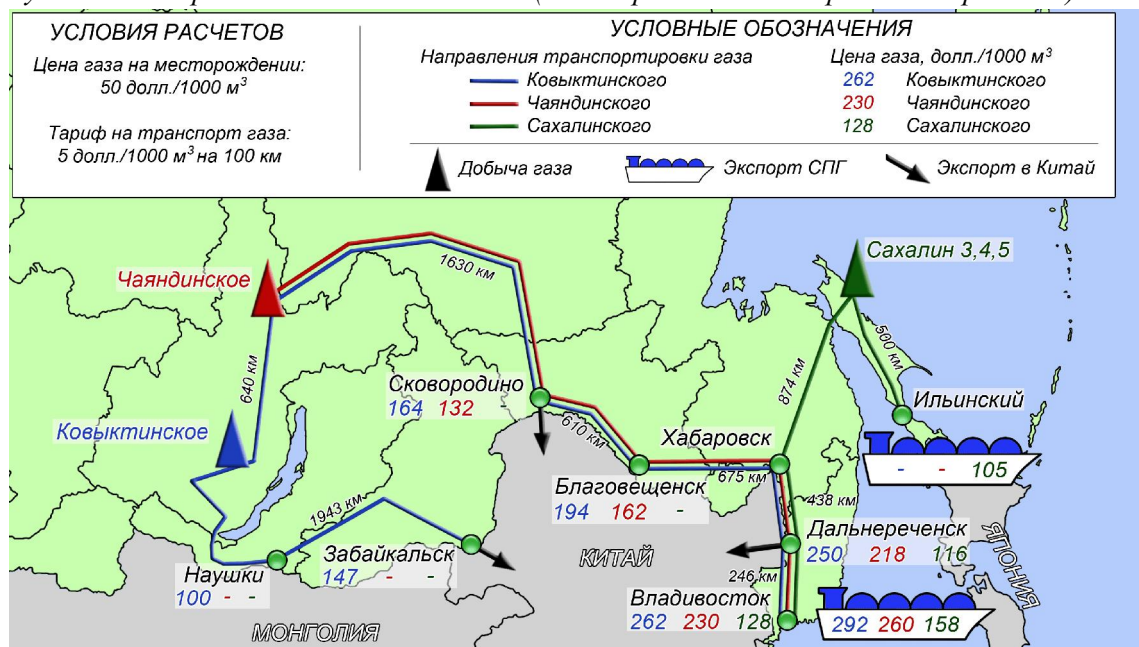 УСЛОВИЯ РАСЧЕТОВ
Цена газа на месторождении:
50 долл./1000 м³
Тариф на транспорт газа:
5 долл./1000 м³ на 100 км
УСЛОВНЫЕ ОБОЗНАЧЕНИЯ
Направления транспортировки газа
Ковыктинского
Чаяндинского
Сахалинского
Цена газа, долл./1000 м³
262 Ковыктинского
230 Чаяндинского
128 Сахалинского
Добыча газа
Экспорт СПГ
Экспорт в Китай
Чаяндинское
1630 км
Сахалин 3,4,5
640 км
874 км
500 км
Сковородино
164 132 -
Ильинский
- - 105
Ковыктинское
610 км
Хабаровск
675 км
Благовещенск
194 162 -
438 км
1943 км
Дальнереченск
250 218 116
Забайкальск
147 - -
КИТАЙ
ЯПОНИЯ
Наушки
100 - -
246 км
Владивосток
262 230 128
292 260 158
МОНГОЛИЯ